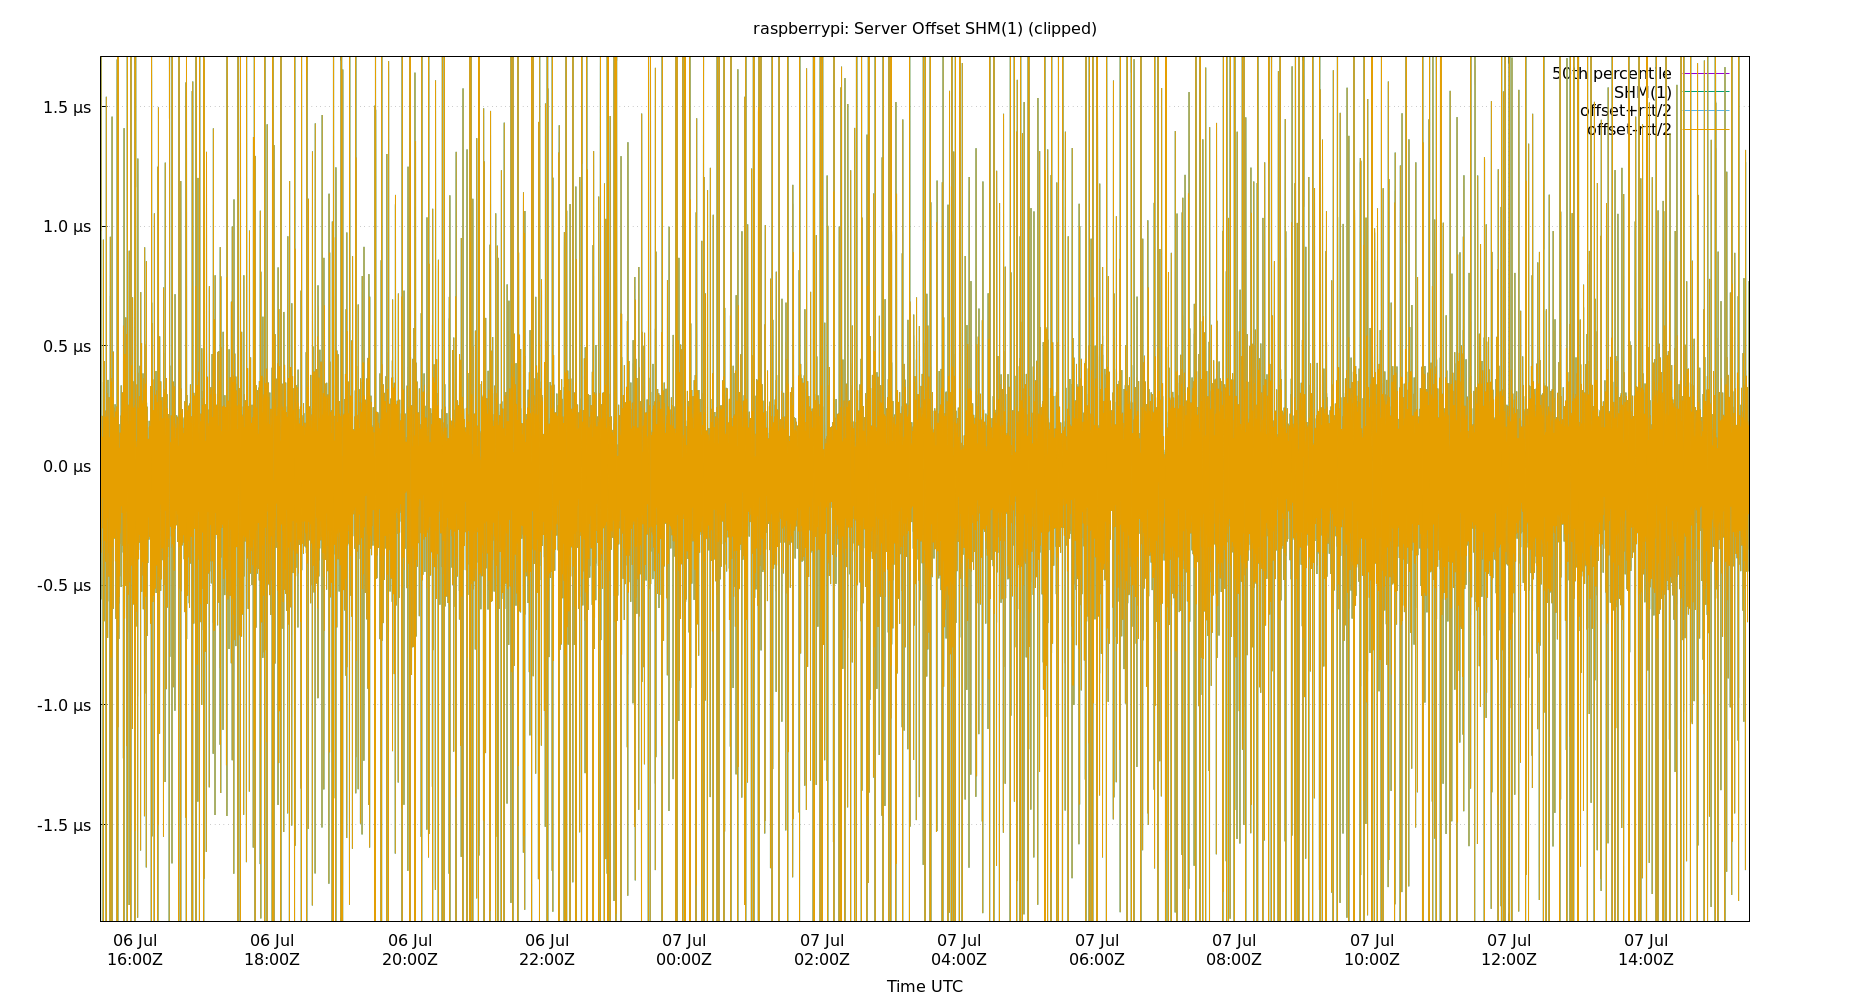 raspberrypi: Server Offset SHM(1) (clipped)
50th percentile
SHM(1)
offset+rtt/2
offset-rtt/2
1.5 µs
1.0 µs
0.5 µs
0.0 µs
-0.5 µs
-1.0 µs
-1.5 µs
06 Jul 06 Jul 06 Jul 06 Jul 07 Jul 07 Jul 07 Jul 07 Jul 07 Jul 07 Jul 07 Jul 07 Jul
16:00Z 18:00Z 20:00Z 22:00Z 00:00Z 02:00Z 04:00Z 06:00Z 08:00Z 10:00Z 12:00Z 14:00Z
Time UTC